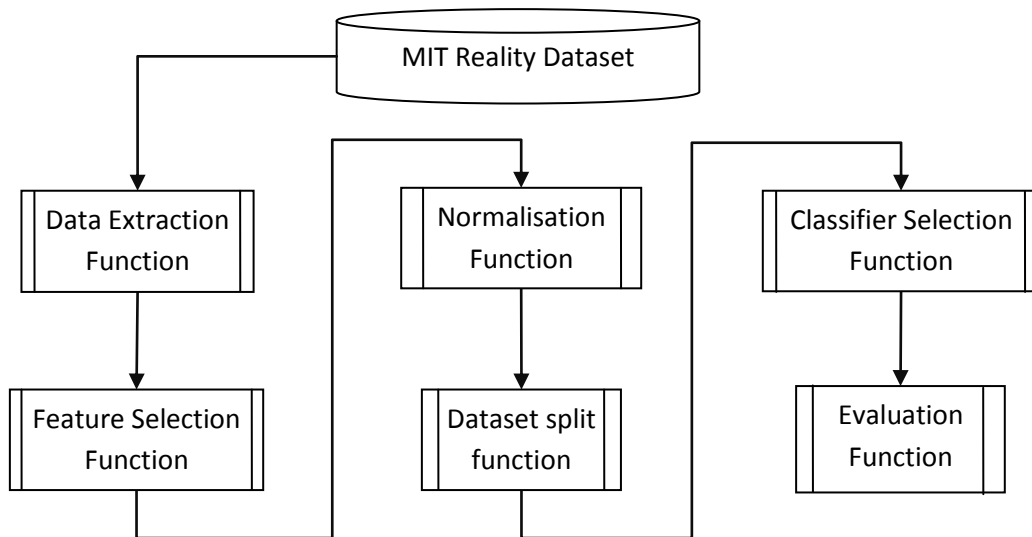 MIT Reality Dataset
Data Extraction
Function
Feature Selection
Function
Normalisation
Function
Dataset split
function
Classifier Selection
Function
Evaluation
Function